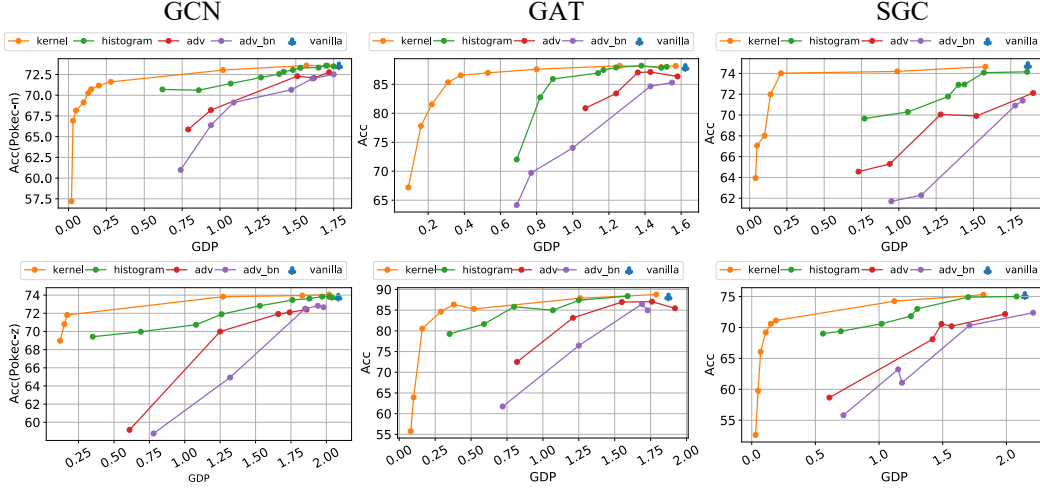 GCN GAT SGC
kernel histogram adv adv_bn vanilla
kernel histogram adv adv_bn vanilla
kernel histogram adv adv_bn vanilla
Acc(Pokec-n)
72.5
70.0
67.5
65.0
62.5
60.0
57.5
0.00 0.25 0.50 0.75 1.00 1.25 1.50 1.75
GDP
Acc
85
80
75
70
65
0.2 0.4 0.6 0.8 1.0 1.2 1.4 1.6
GDP
Acc
74
72
70
68
66
64
62
0.00 0.25 0.50 0.75 1.00 1.25 1.50 1.75
GDP
kernel histogram adv adv_bn vanilla
kernel histogram adv adv_bn vanilla
kernel histogram adv adv_bn vanilla
Acc(Pokec-z)
74
72
70
68
66
64
62
60
0.25 0.50 0.75 1.00 1.25 1.50 1.75 2.00
GDP
Acc
90
85
80
75
70
65
60
55
0.00 0.25 0.50 0.75 1.00 1.25 1.50 1.75 2.00
GDP
Acc
75
70
65
60
55
0.0 0.5 1.0 1.5 2.0
GDP